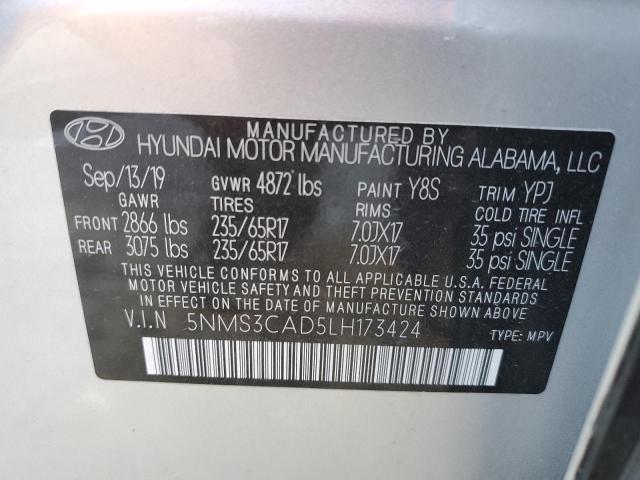 MANUFACTURED BY
HYUNDAI MOTOR MANUFACTURING ALABAMA, LLC
Sep/13/19 GVWR 4872 lbs PAINT Y8S TRIM YPJ
GAWR TIRES RIMS COLD TIRE INFL
FRONT 2866 lbs 235/65R17 7.0JX17 35 psi SINGLE
REAR 3075 lbs 235/65R17 7.0JX17 35 psi SINGLE
THIS VEHICLE CONFORMS TO ALL APPLICABLE U.S.A. FEDERAL
MOTOR VEHICLE SAFETY AND THEFT PREVENTION STANDARDS
IN EFFECT ON THE DATE OF MANUFACTURE SHOWN ABOVE
V.I.N 5NMS3CAD5LH173424 TYPE: MPV